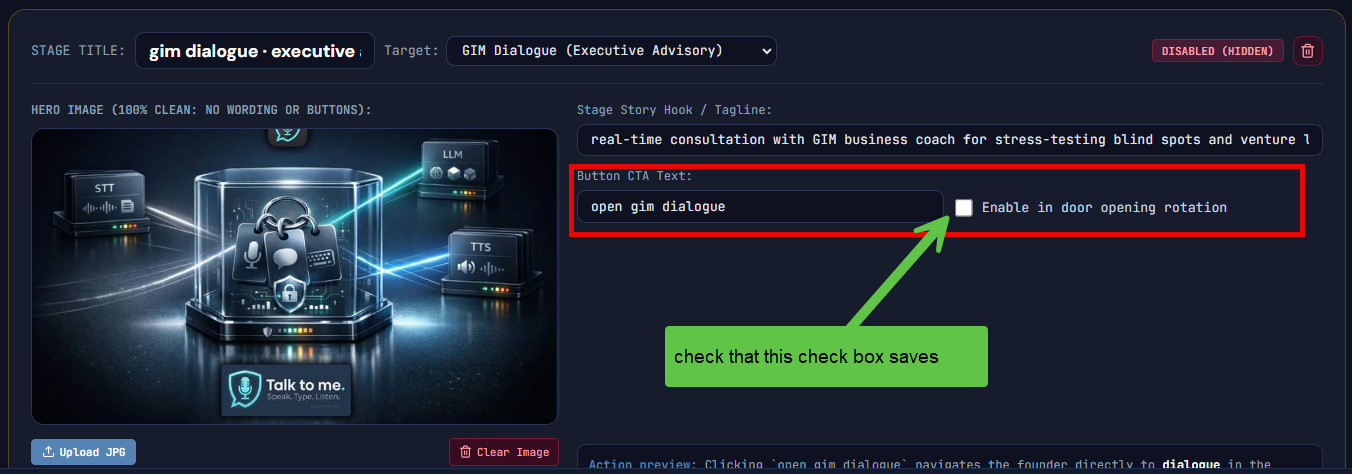 STAGE TITLE: gim dialogue · executive Target: GIM Dialogue (Executive Advisory) DISABLED (HIDDEN)
HERO IMAGE (100% CLEAN: NO WORDING OR BUTTONS):
Stage Story Hook / Tagline:
real-time consultation with GIM business coach for stress-testing blind spots and venture l
Button CTA Text:
open gim dialogue
Enable in door opening rotation
STT
LLM
TTS
check that this check box saves
Talk to me.
Speak. Type. Listen.
Upload JPG
Clear Image
Action preview: Clicking `open gim dialogue` navigates the founder directly to dialogue in the